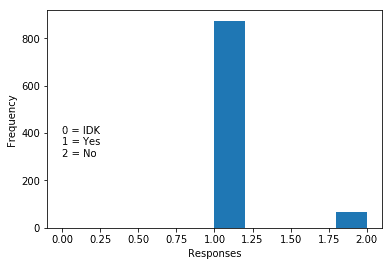 800
600
400
200
0
Frequency
0 = IDK
1 = Yes
2 = No
0.00 0.25 0.50 0.75 1.00 1.25 1.50 1.75 2.00
Responses